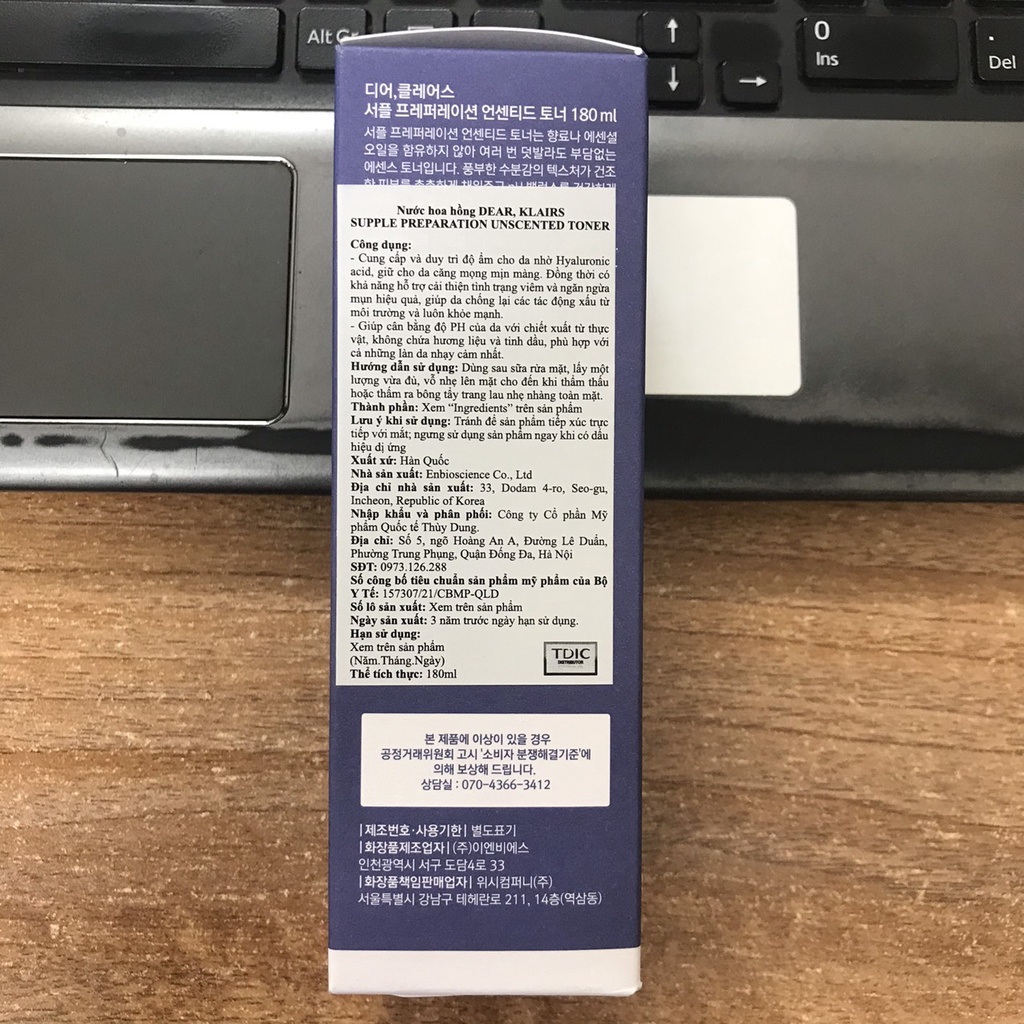 Alt Gr
↑
↓
→
0
Ins
.
Del
디어,클레어스
서플 프레퍼레이션 언센티드 토너 180 ml
서플 프레퍼레이션 언센티드 토너는 향료나 에센셜
오일을 함유하지 않아 여러 번 덧발라도 부담없는
에센스 토너입니다. 풍부한 수분감의 텍스처가 건조
한 피부를 촉촉하게 채워주고 pH 밸런스를 건강하게
Nước hoa hồng DEAR, KLAIRS
SUPPLE PREPARATION UNSCENTED TONER
Công dụng:
- Cung cấp và duy trì độ ẩm cho da nhờ Hyaluronic
acid, giữ cho da căng mọng mịn màng. Đồng thời có
khả năng hỗ trợ cải thiện tình trạng viêm và ngăn ngừa
mụn hiệu quả, giúp da chống lại các tác động xấu từ
môi trường và luôn khỏe mạnh.
- Giúp cân bằng độ PH của da với chiết xuất từ thực
vật, không chứa hương liệu và tinh dầu, phù hợp với
cả những làn da nhạy cảm nhất.
Hướng dẫn sử dụng: Dùng sau sữa rửa mặt, lấy một
lượng vừa đủ, vỗ nhẹ lên mặt cho đến khi thẩm thấu
hoặc thấm ra bông tẩy trang lau nhẹ nhàng toàn mặt.
Thành phần: Xem “Ingredients” trên sản phẩm
Lưu ý khi sử dụng: Tránh để sản phẩm tiếp xúc trực
tiếp với mắt; ngưng sử dụng sản phẩm ngay khi có dấu
hiệu dị ứng
Xuất xứ: Hàn Quốc
Nhà sản xuất: Enbioscience Co., Ltd
Địa chỉ nhà sản xuất: 33, Dodam 4-ro, Seo-gu,
Incheon, Republic of Korea
Nhập khẩu và phân phối: Công ty Cổ phần Mỹ
phẩm Quốc tế Thùy Dung.
Địa chỉ: Số 5, ngõ Hoàng An A, Đường Lê Duẩn,
Phường Trung Phụng, Quận Đống Đa, Hà Nội
SĐT: 0973.126.288
Số công bố tiêu chuẩn sản phẩm mỹ phẩm của Bộ
Y TẾ: 157307/21/CBMP-QLD
Số lô sản xuất: Xem trên sản phẩm
Ngày sản xuất: 3 năm trước ngày hạn sử dụng.
Hạn sử dụng:
Xem trên sản phẩm
(Năm.Tháng.Ngày)
Thể tích thực: 180ml
TDIC
DISTRIBUTOR
본 제품에 이상이 있을 경우
공정거래위원회 고시 '소비자 분쟁해결기준'에
의해 보상해 드립니다.
상담실 : 070-4366-3412
|제조번호·사용기한| 별도표기
|화장품제조업자| (주)이엔비에스
인천광역시 서구 도담4로 33
|화장품책임판매업자| 위시컴퍼니(주)
서울특별시 강남구 테헤란로 211, 14층(역삼동)